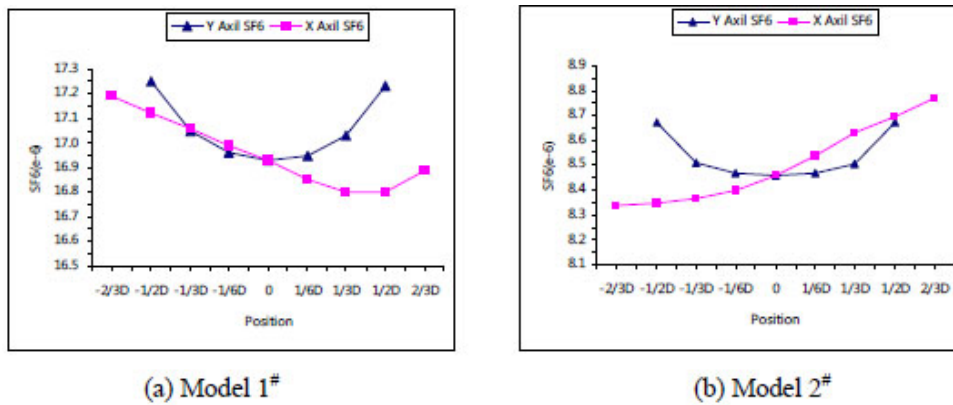 Y Axil SF6 X Axil SF6
17.3
17.2
17.1
17.0
16.9
16.8
16.7
16.6
16.5
SF6/(e-6)
-2/3D -1/2D -1/3D -1/6D 0 1/6D 1/3D 1/2D 2/3D
Position
(a) Model 1#
Y Axil SF6 X Axil SF6
8.9
8.8
8.7
8.6
8.5
8.4
8.3
8.2
8.1
SF6(e-6)
-2/3D -1/2D -1/3D -1/6D 0 1/6D 1/3D 1/2D 2/3D
Position
(b) Model 2#